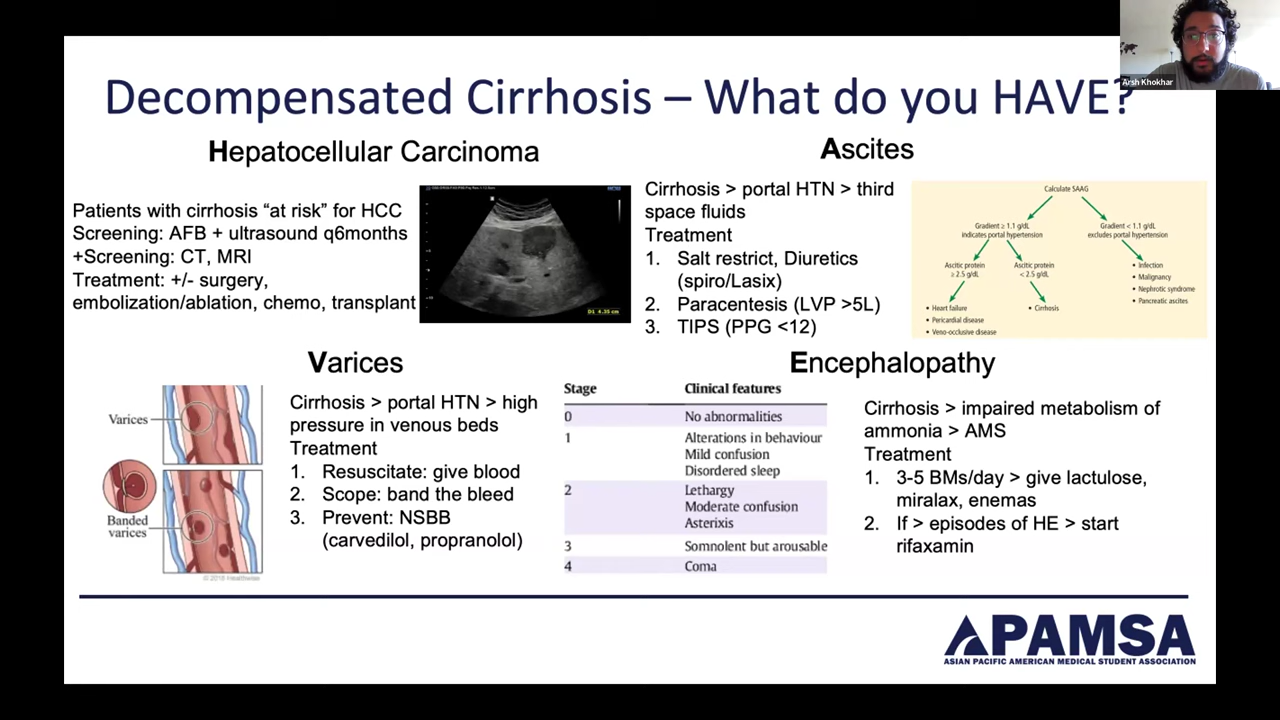 Decompensated Cirrhosis – What do you HAVE?
Arsh Khokhar
Hepatocellular Carcinoma
Patients with cirrhosis “at risk” for HCC
Screening: AFB + ultrasound q6months
+Screening: CT, MRI
Treatment: +/- surgery,
embolization/ablation, chemo, transplant
DL 4.35 cm
Ascites
Cirrhosis > portal HTN > third
space fluids
Treatment
1. Salt restrict, Diuretics
(spiro/Lasix)
2. Paracentesis (LVP >5L)
3. TIPS (PPG <12)
Calculate SAAG
Gradient ≥ 1.1 g/dL
indicates portal hypertension
Gradient < 1.1 g/dL
excludes portal hypertension
Ascitic protein
≥ 2.5 g/dL
Ascitic protein
< 2.5 g/dL
• Infection
• Malignancy
• Nephrotic syndrome
• Pancreatic ascites
• Heart failure
• Pericardial disease
• Veno-occlusive disease
• Cirrhosis
Varices
Varices
Banded
varices
Cirrhosis > portal HTN > high
pressure in venous beds
Treatment
1. Resuscitate: give blood
2. Scope: band the bleed
3. Prevent: NSBB
(carvedilol, propranolol)
Encephalopathy
Stage Clinical features
0 No abnormalities
1 Alterations in behaviour
Mild confusion
Disordered sleep
2 Lethargy
Moderate confusion
Asterixis
3 Somnolent but arousable
4 Coma
Cirrhosis > impaired metabolism of
ammonia > AMS
Treatment
1. 3-5 BMs/day > give lactulose,
miralax, enemas
2. If > episodes of HE > start
rifaxamin
APAMSA
ASIAN PACIFIC AMERICAN MEDICAL STUDENT ASSOCIATION